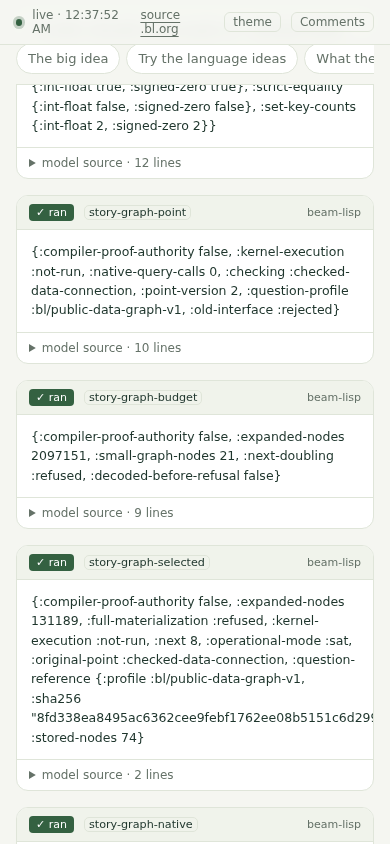 live · 12:37:52 AM
source .bl.org
theme
Comments
The big idea
Try the language ideas
What the
{:int-float true, :signed-zero true}, :strict-equality
{:int-float false, :signed-zero false}, :set-key-counts
{:int-float 2, :signed-zero 2}}
▶ model source · 12 lines
✓ ran story-graph-point beam-lisp
{:compiler-proof-authority false, :kernel-execution
:not-run, :native-query-calls 0, :checking :checked-
data-connection, :point-version 2, :question-profile
:bl/public-data-graph-v1, :old-interface :rejected}
▶ model source · 10 lines
✓ ran story-graph-budget beam-lisp
{:compiler-proof-authority false, :expanded-nodes
2097151, :small-graph-nodes 21, :next-doubling
:refused, :decoded-before-refusal false}
▶ model source · 9 lines
✓ ran story-graph-selected beam-lisp
{:compiler-proof-authority false, :expanded-nodes
131189, :full-materialization :refused, :kernel-
execution :not-run, :next 8, :operational-mode :sat,
:original-point :checked-data-connection, :question-
reference {:profile :bl/public-data-graph-v1,
:sha256
"8fd338ea8495ac6362cee9febf1762ee08b5151c6d299
:stored-nodes 74}
▶ model source · 2 lines
✓ ran story-graph-native beam-lisp